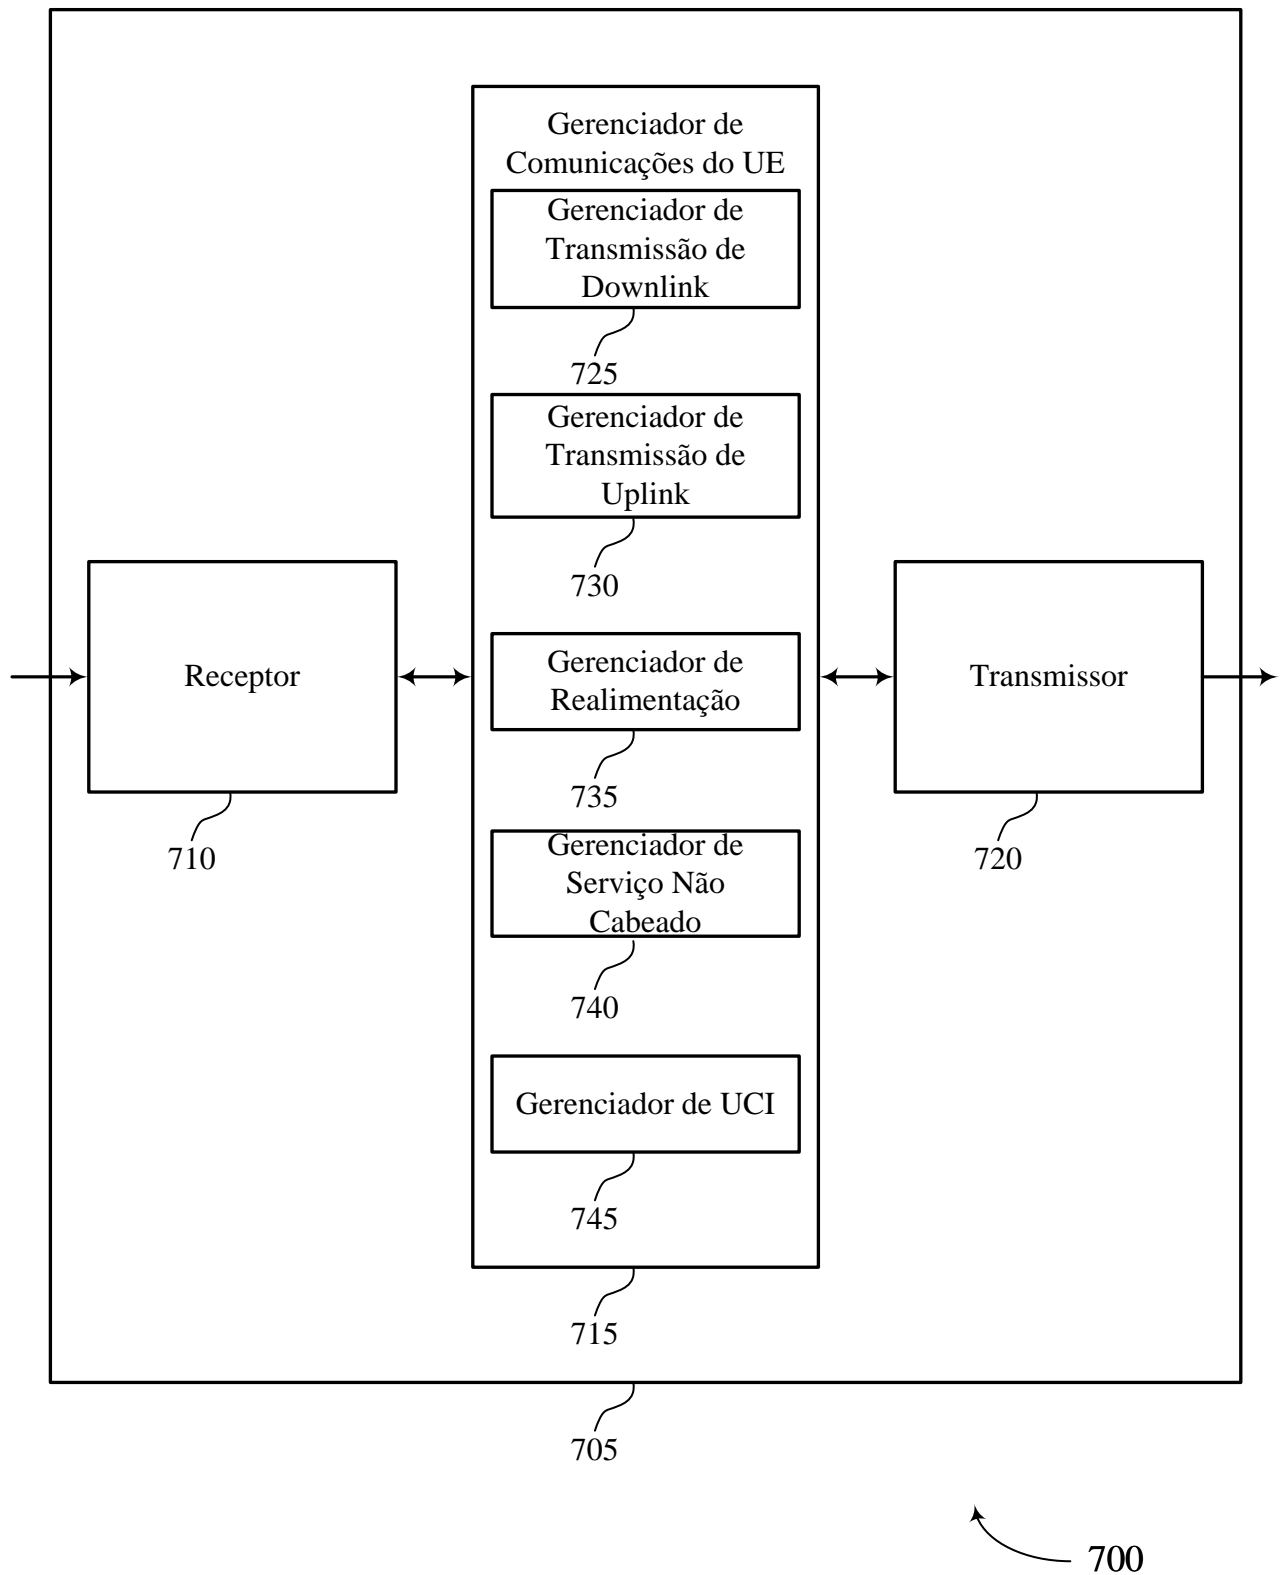 Gerenciador de
Comunicações do UE
Gerenciador de
Transmissão de
Downlink
725
Gerenciador de
Transmissão de
Uplink
730
Receptor
710
Gerenciador de
Realimentação
735
Transmissor
720
Gerenciador de
Serviço Não
Cabeado
740
Gerenciador de UCI
745
715
705
700